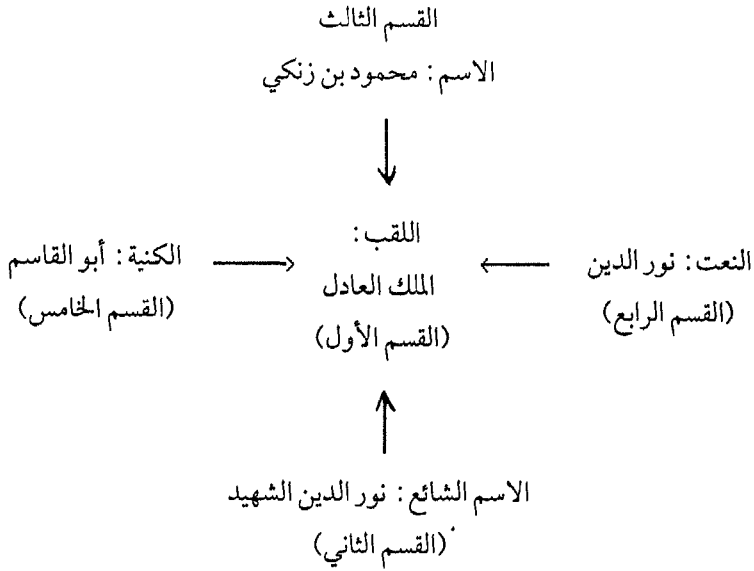 القسم الثالث
الاسم: محمود بن زنكي
النعت: نور الدين
(القسم الرابع)
اللقب:
الملك العادل
(القسم الأول)
الكنية: أبو القاسم
(القسم الخامس)
الاسم الشائع: نور الدين الشهيد
(القسم الثاني)